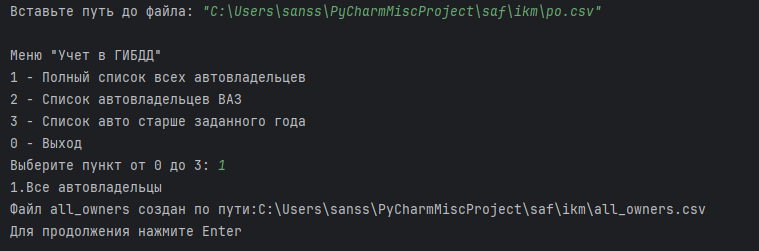 Вставьте путь до файла: "C:\Users\sanss\PyCharmMiscProject\saf\ikm\po.csv"
Меню "Учет в ГИБДД"
1 - Полный список всех автовладельцев
2 - Список автовладельцев ВАЗ
3 - Список авто старше заданного года
0 - Выход
Выберите пункт от 0 до 3: 1
1.Все автовладельцы
Файл all_owners создан по пути:C:\Users\sanss\PyCharmMiscProject\saf\ikm\all_owners.csv
Для продолжения нажмите Enter